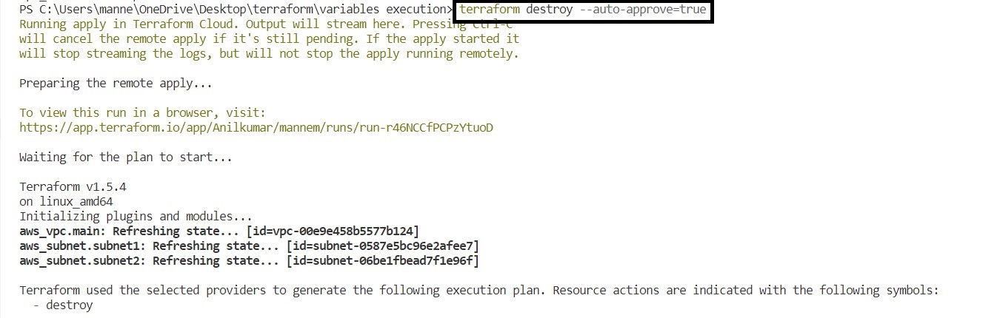 PS C:\Users\manne\OneDrive\Desktop\terraform\variables execution> terraform destroy --auto-approve=true
Running apply in Terraform Cloud. Output will stream here. Pressing Ctrl-C
will cancel the remote apply if it's still pending. If the apply started it
will stop streaming the logs, but will not stop the apply running remotely.
Preparing the remote apply...
To view this run in a browser, visit:
https://app.terraform.io/app/Anilkumar/mannem/runs/run-r46NCCfPCPzYtuoD
Waiting for the plan to start...
Terraform v1.5.4
on linux_amd64
Initializing plugins and modules...
aws_vpc.main: Refreshing state... [id=vpc-00e9e458b5577b124]
aws_subnet.subnet1: Refreshing state... [id=subnet-0587e5bc96e2afee7]
aws_subnet.subnet2: Refreshing state... [id=subnet-06be1fbead7f1e96f]
Terraform used the selected providers to generate the following execution plan. Resource actions are indicated with the following symbols:
- destroy